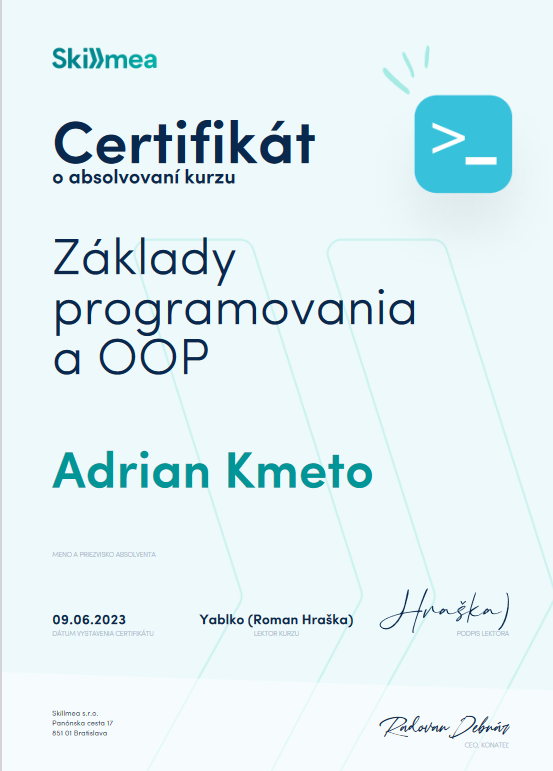 Skillmea
Certifikát
o absolvovaní kurzu
>_
Základy
programovania
a OOP
Adrian Kmeto
MENO A PRIEZVISKO ABSOLVENTA
Hraška
09.06.2023
Yablko (Roman Hraška)
DÁTUM VYSTAVENIA CERTIFIKÁTU
LEKTOR KURZU
PODPIS LEKTORA
Skillmea s.r.o.
Panónska cesta 17
851 01 Bratislava
Radovan Debnár
CEO, KONATEĽ